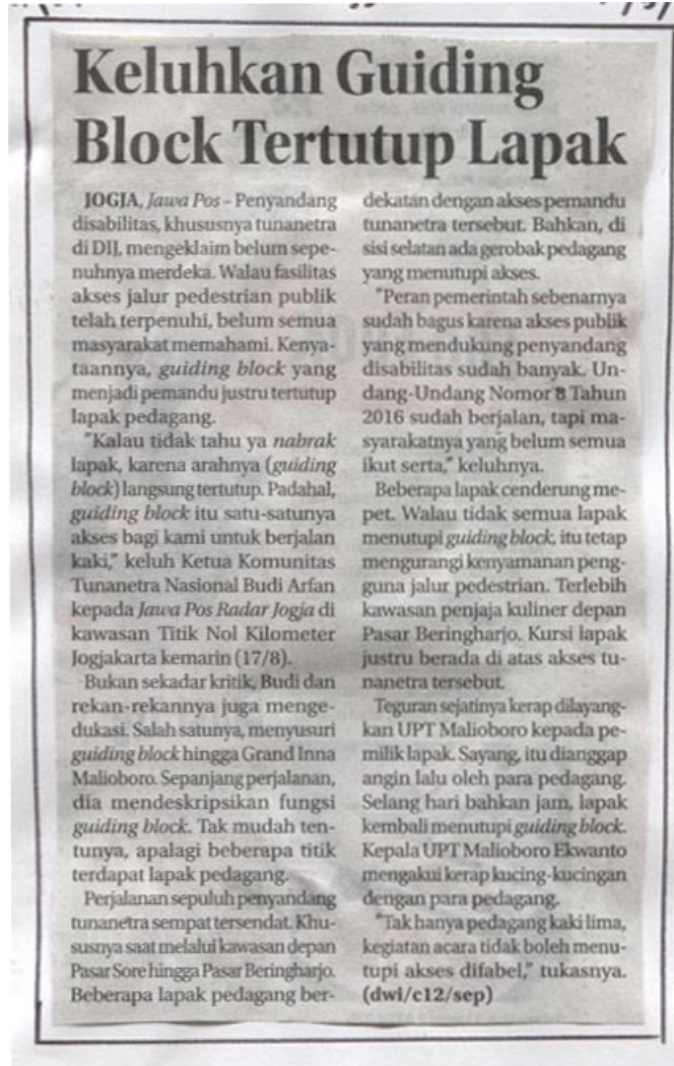 Keluhkan Guiding
Block Tertutup Lapak
JOGJA, Jawa Pos – Penyandang
disabilitas, khususnya tunanetra
di DIJ, mengeklaim belum sepe-
nuhnya merdeka. Walau fasilitas
akses jalur pedestrian publik
telah terpenuhi, belum semua
masyarakat memahami. Kenya-
taannya, guiding block yang
menjadi pemandu justru tertutup
lapak pedagang.
"Kalau tidak tahu ya nabrak
lapak, karena arahnya (guiding
block) langsung tertutup. Padahal,
guiding block itu satu-satunya
akses bagi kami untuk berjalan
kaki," keluh Ketua Komunitas
Tunanetra Nasional Budi Arfan
kepada Jawa Pos Radar Jogja di
kawasan Titik Nol Kilometer
Jogjakarta kemarin (17/8).
Bukan sekadar kritik, Budi dan
rekan-rekannya juga menge-
dukasi. Salah satunya, menyusuri
guiding block hingga Grand Inna
Malioboro. Sepanjang perjalanan,
dia mendeskripsikan fungsi
guiding block. Tak mudah ten-
tunya, apalagi beberapa titik
terdapat lapak pedagang.
Perjalanan sepuluh penyandang
tunanetra sempat tersendat. Khu-
susnya saat melalui kawasan depan
Pasar Sore hingga Pasar Beringharjo.
Beberapa lapak pedagang ber-
dekatan dengan akses pemandu
tunanetra tersebut. Bahkan, di
sisi selatan ada gerobak pedagang
yang menutupi akses.
"Peran pemerintah sebenarnya
sudah bagus karena akses publik
yang mendukung penyandang
disabilitas sudah banyak. Un-
dang-Undang Nomor 8 Tahun
2016 sudah berjalan, tapi ma-
syarakatnya yang belum semua
ikut serta," keluhnya.
Beberapa lapak cenderung me-
pet. Walau tidak semua lapak
menutupi guiding block, itu tetap
mengurangi kenyamanan peng-
guna jalur pedestrian. Terlebih
kawasan penjaja kuliner depan
Pasar Beringharjo. Kursi lapak
justru berada di atas akses tu-
nanetra tersebut.
Teguran sejatinya kerap dilayang-
kan UPT Malioboro kepada pe-
milik lapak. Sayang, itu dianggap
angin lalu oleh para pedagang.
Selang hari bahkan jam, lapak
kembali menutupi guiding block.
Kepala UPT Malioboro Ekwanto
mengakui kerap kucing-kucingan
dengan para pedagang.
"Tak hanya pedagang kaki lima,
kegiatan acara tidak boleh menu-
tupi akses difabel," tukasnya.
(dwi/c12/sep)